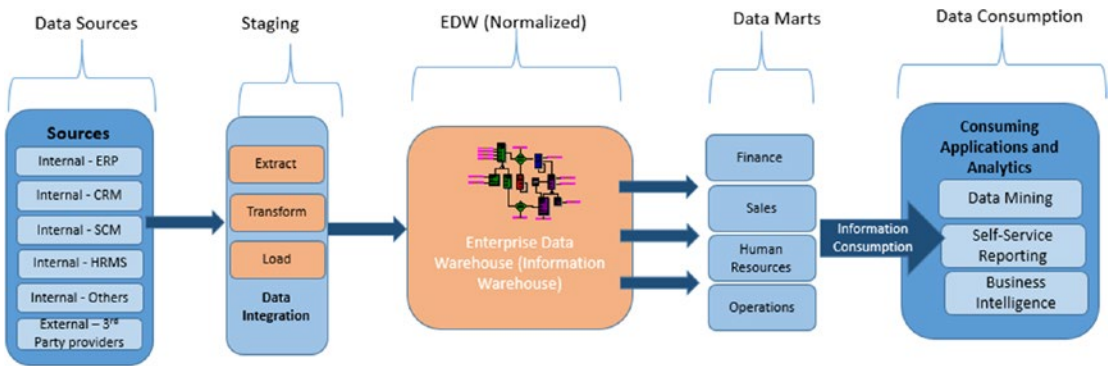 Data Sources
Staging
EDW (Normalized)
Data Marts
Data Consumption
Sources
Internal - ERP
Internal - CRM
Internal - SCM
Internal - HRMS
Internal - Others
External – 3rd
Party providers
Extract
Transform
Load
Data
Integration
Enterprise Data
Warehouse (Information
Warehouse)
Finance
Sales
Human
Resources
Operations
Information
Consumption
Consuming
Applications and
Analytics
Data Mining
Self-Service
Reporting
Business
Intelligence